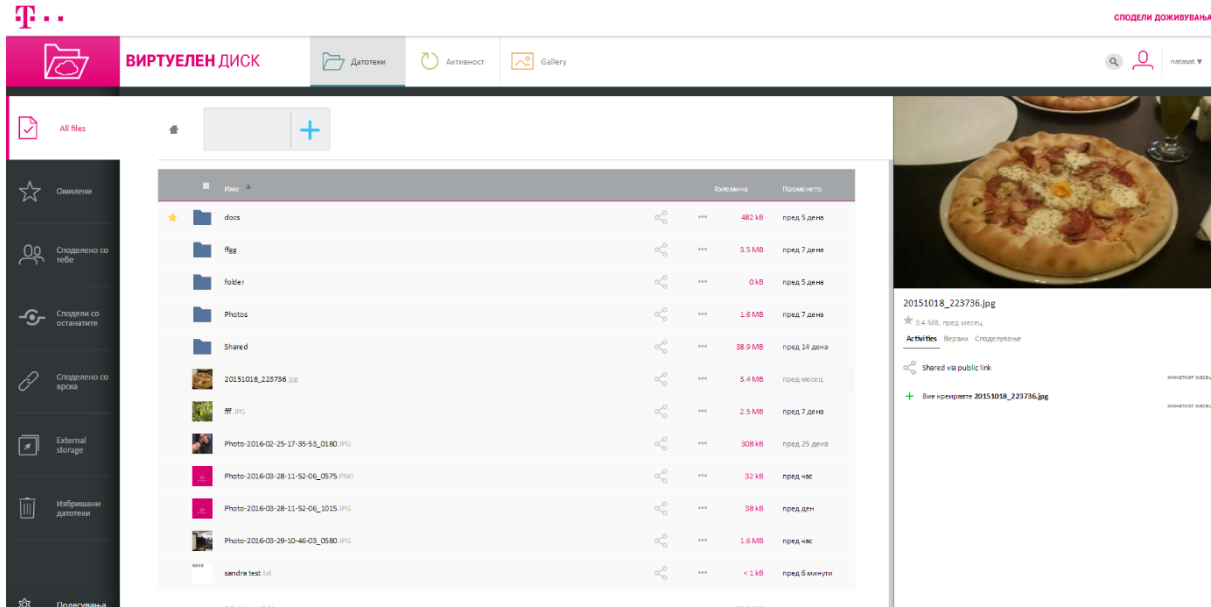 СПОДЕЛИ ДОЖИВУВАЊА
ВИРТУЕЛЕН ДИСК
Датотеки
Активност
Gallery
natasat ▼
All files
Омилени
Споделено со
тебе
Сподели со
останатите
Споделено со
врска
External
storage
Избришани
датотеки
Подесувања
Име ▲ Големина Променето
docs 482 kB пред 5 дена
ffgg 3.5 MB пред 7 дена
folder 0 kB пред 5 дена
Photos 1.6 MB пред 7 дена
Shared 38.9 MB пред 14 дена
20151018_223736.jpg 3.4 MB пред месец
fff.JPG 2.5 MB пред 7 дена
Photo-2016-02-25-17-35-53_0180.JPG 308 kB пред 25 дена
Photo-2016-03-28-11-52-06_0575.PNG 32 kB пред час
Photo-2016-03-28-11-52-06_1015.JPG 38 kB пред ден
Photo-2016-03-29-10-46-03_0580.JPG 1.6 MB пред час
sandra test.txt < 1 kB пред 6 минути
20151018_223736.jpg
3.4 MB, пред месец
Activities Верзии Споделување
Shared via public link
минатиот месец
Вие креиравте 20151018_223736.jpg
минатиот месец